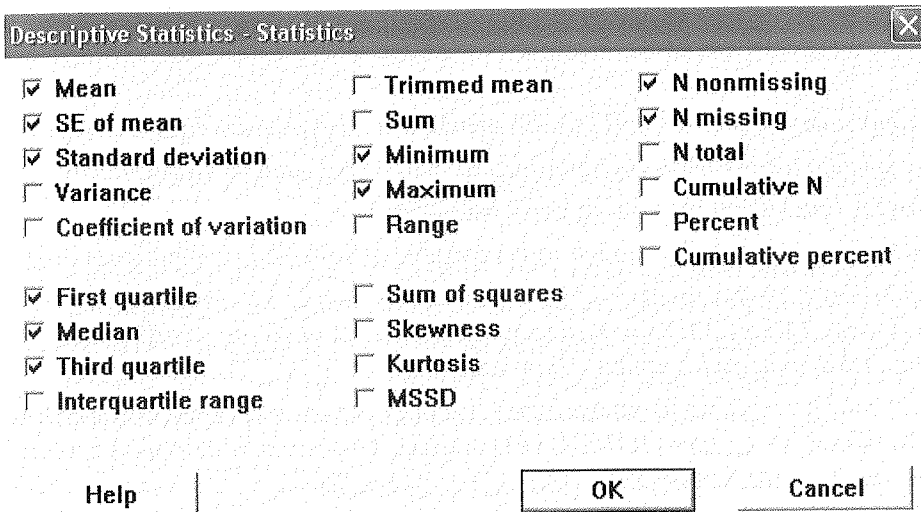 Descriptive Statistics - Statistics
Mean
SE of mean
Standard deviation
Variance
Coefficient of variation
First quartile
Median
Third quartile
Interquartile range
Trimmed mean
Sum
Minimum
Maximum
Range
Sum of squares
Skewness
Kurtosis
MSSD
N nonmissing
N missing
N total
Cumulative N
Percent
Cumulative percent
Help
OK
Cancel